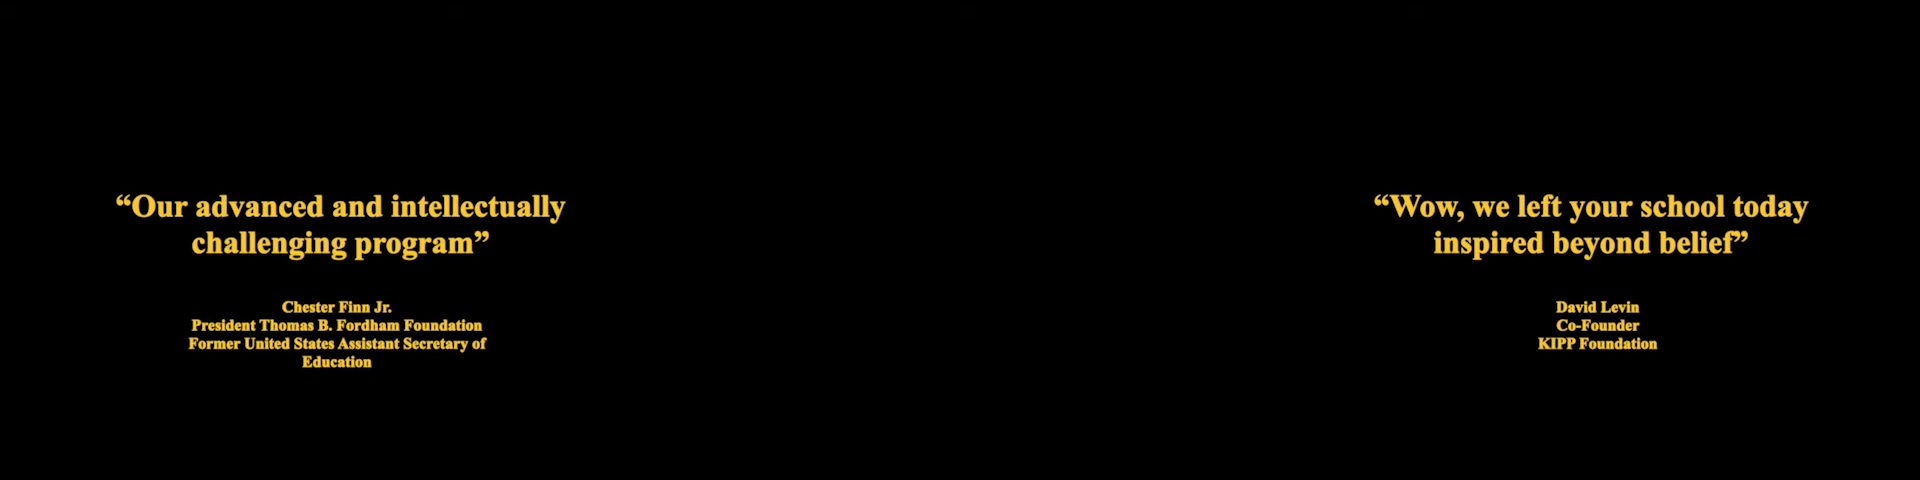 “Our advanced and intellectually
challenging program”
Chester Finn Jr.
President Thomas B. Fordham Foundation
Former United States Assistant Secretary of
Education
“Wow, we left your school today
inspired beyond belief”
David Levin
Co-Founder
KIPP Foundation